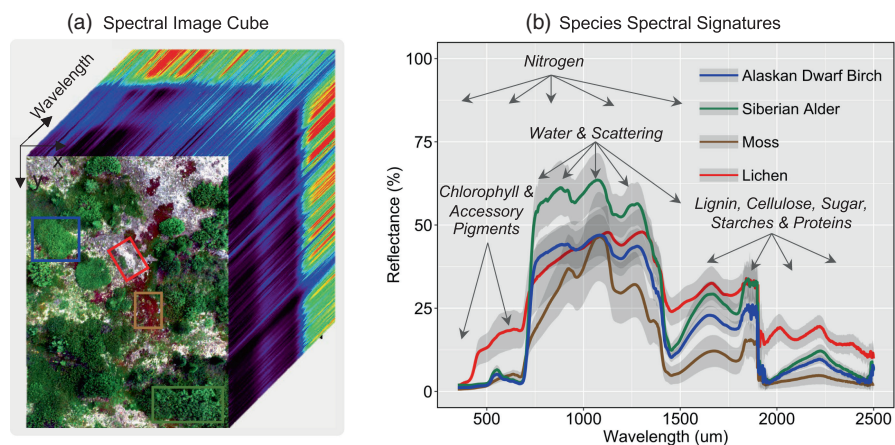 (a) Spectral Image Cube
Wavelength
x
y
(b) Species Spectral Signatures
Reflectance (%)
100
75
50
25
0
Nitrogen
Water & Scattering
Chlorophyll &
Accessory
Pigments
Lignin, Cellulose, Sugar,
Starches & Proteins
Alaskan Dwarf Birch
Siberian Alder
Moss
Lichen
500
1000
1500
2000
2500
Wavelength (um)